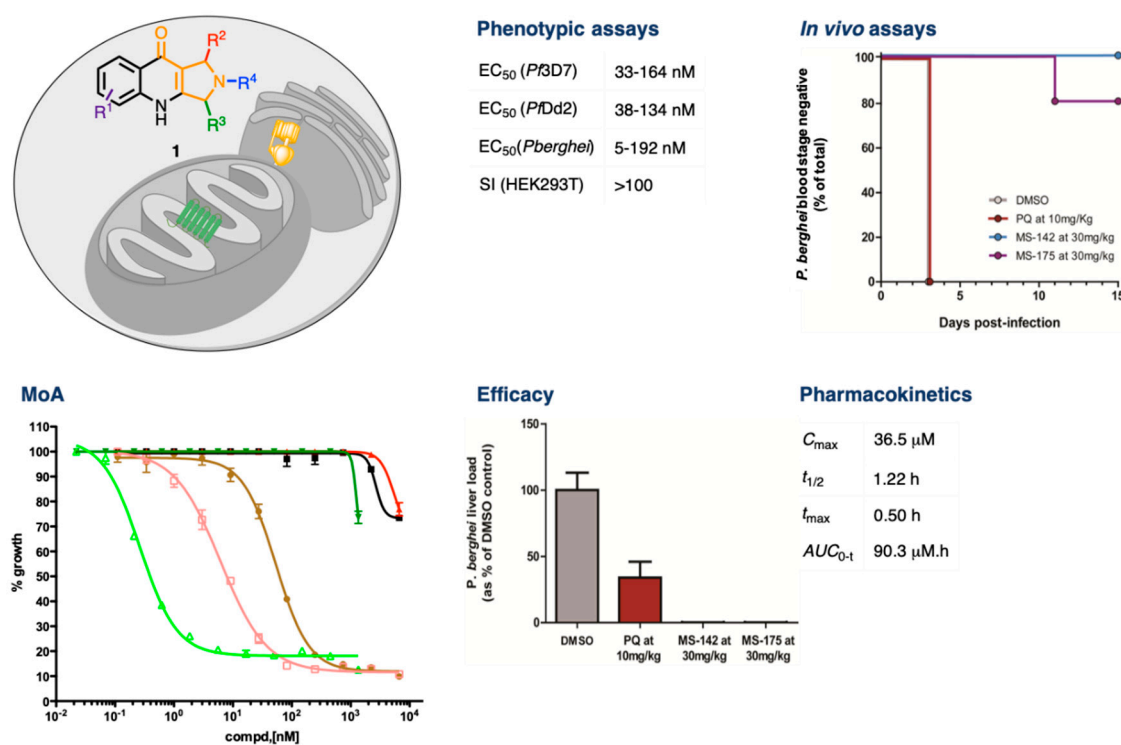 O
R²
N–R⁴
R¹
N
H
R³
1
Phenotypic assays
EC₅₀ (Pf3D7) 33-164 nM
EC₅₀ (PfDd2) 38-134 nM
EC₅₀(Pberghei) 5-192 nM
SI (HEK293T) >100
In vivo assays
P. berghei blood stage negative
(% of total)
100
80
60
40
20
0
0 5 10 15
Days post-infection
DMSO
PQ at 10mg/Kg
MS-142 at 30mg/kg
MS-175 at 30mg/kg
MoA
% growth
110
100
90
80
70
60
50
40
30
20
10
0
10⁻² 10⁻¹ 10⁰ 10¹ 10² 10³ 10⁴
compd,[nM]
Efficacy
P. berghei liver load
(as % of DMSO control)
150
100
50
0
DMSO PQ at MS-142 at MS-175 at
10mg/kg 30mg/kg 30mg/kg
Pharmacokinetics
Cmax 36.5 μM
t1/2 1.22 h
tmax 0.50 h
AUC0-t 90.3 μM.h